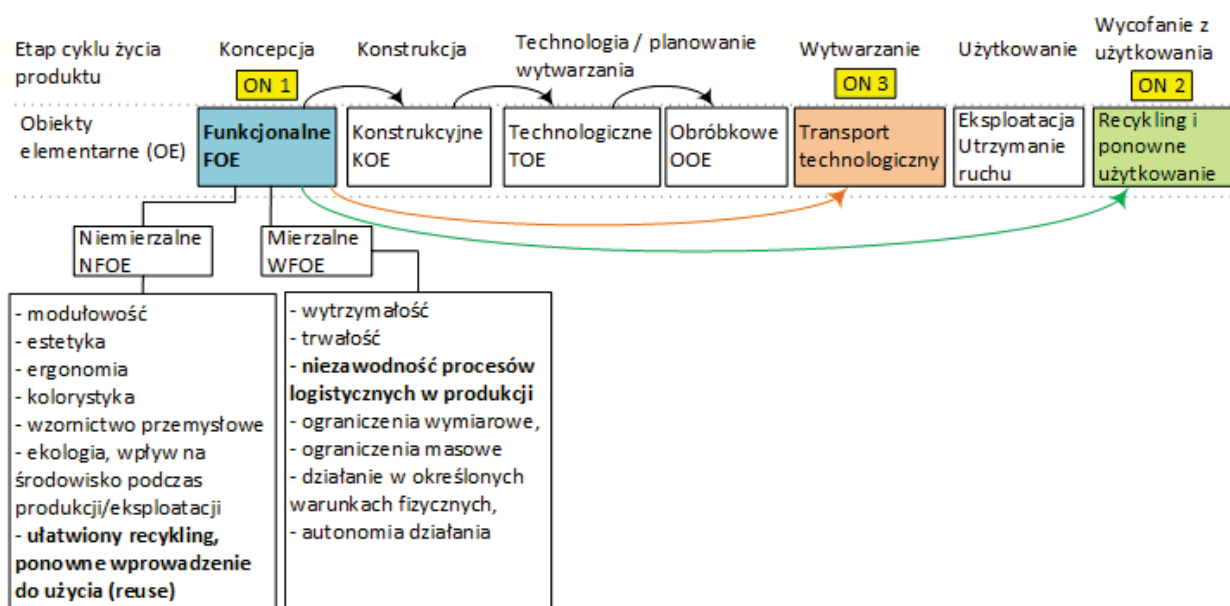 Etap cyklu życia
produktu
Koncepcja
ON 1
Konstrukcja
Technologia / planowanie
wytwarzania
Wytwarzanie
ON 3
Użytkowanie
Wycofanie z
użytkowania
ON 2
Obiekty
elementarne (OE)
Funkcjonalne
FOE
Konstrukcyjne
KOE
Technologiczne
TOE
Obróbkowe
OOE
Transport
technologiczny
Eksploatacja
Utrzymanie
ruchu
Recykling i
ponowne
użytkowanie
Niemierzalne
NFOE
Mierzalne
WFOE
- modułowość
- estetyka
- ergonomia
- kolorystyka
- wzornictwo przemysłowe
- ekologia, wpływ na
środowisko podczas
produkcji/eksploatacji
- ułatwiony recykling,
ponowne wprowadzenie
do użycia (reuse)
- wytrzymałość
- trwałość
- niezawodność procesów
logistycznych w produkcji
- ograniczenia wymiarowe,
- ograniczenia masowe
- działanie w określonych
warunkach fizycznych,
- autonomia działania